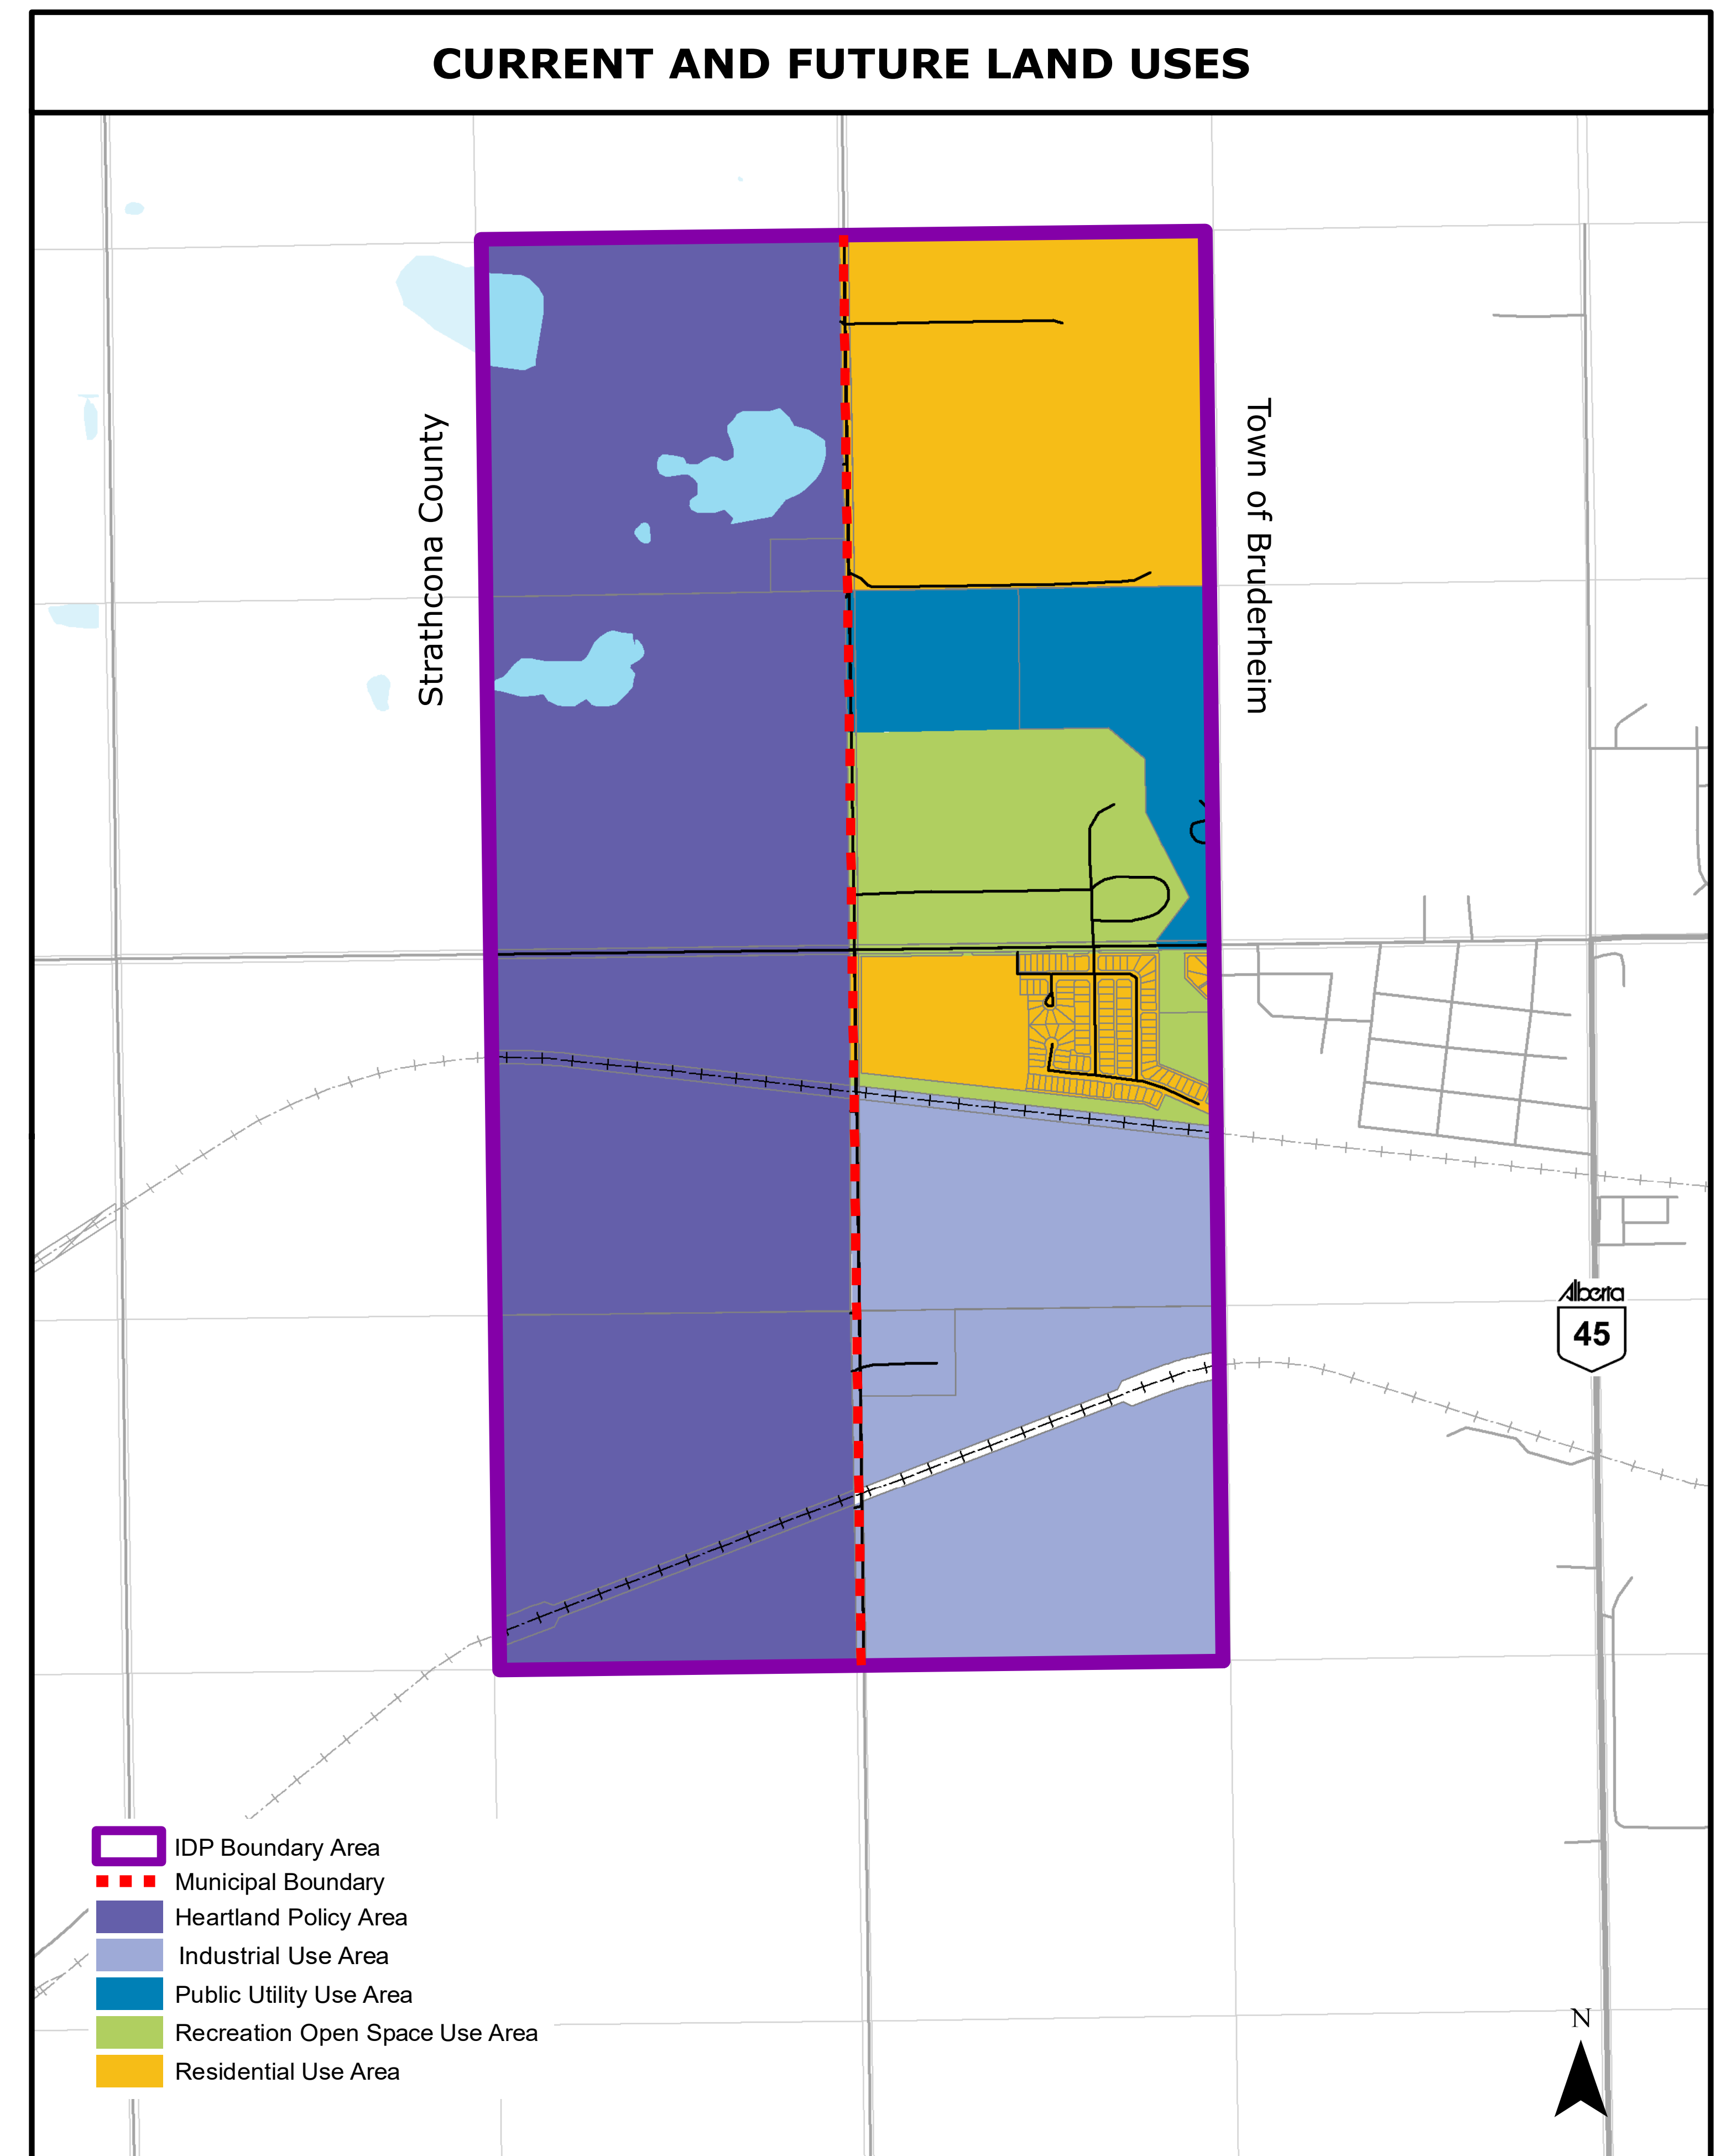 CURRENT AND FUTURE LAND USES
Strathcona County
Town of Bruderheim
Alberta
45
IDP Boundary Area
Municipal Boundary
Heartland Policy Area
Industrial Use Area
Public Utility Use Area
Recreation Open Space Use Area
Residential Use Area
N